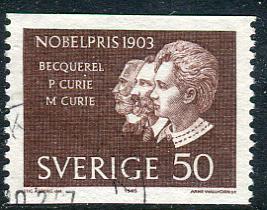 NOBELPRIS 1903
BECQUEREL
P CURIE
M CURIE
SVERIGE 50